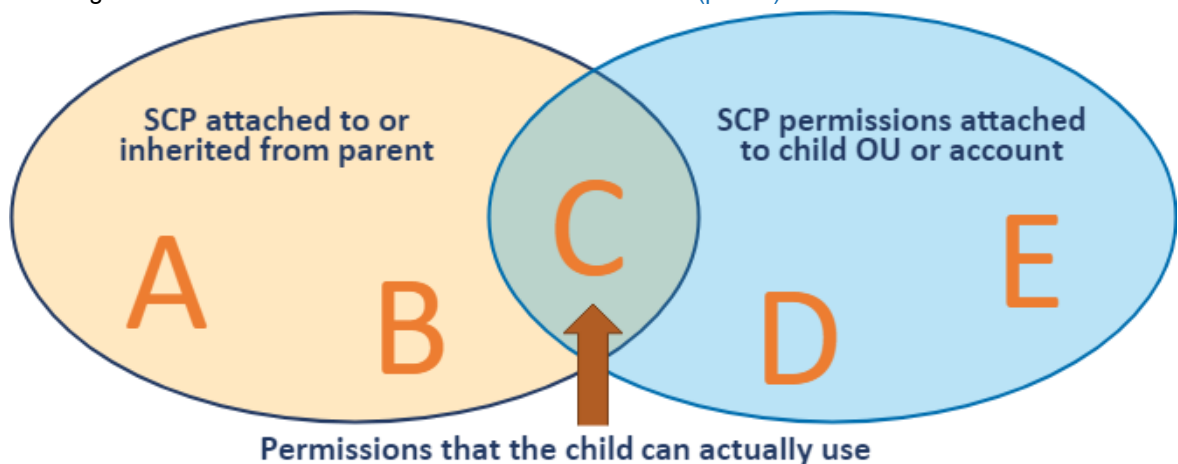 SCP attached to or
inherited from parent
SCP permissions attached
to child OU or account
A
B
C
D
E
Permissions that the child can actually use